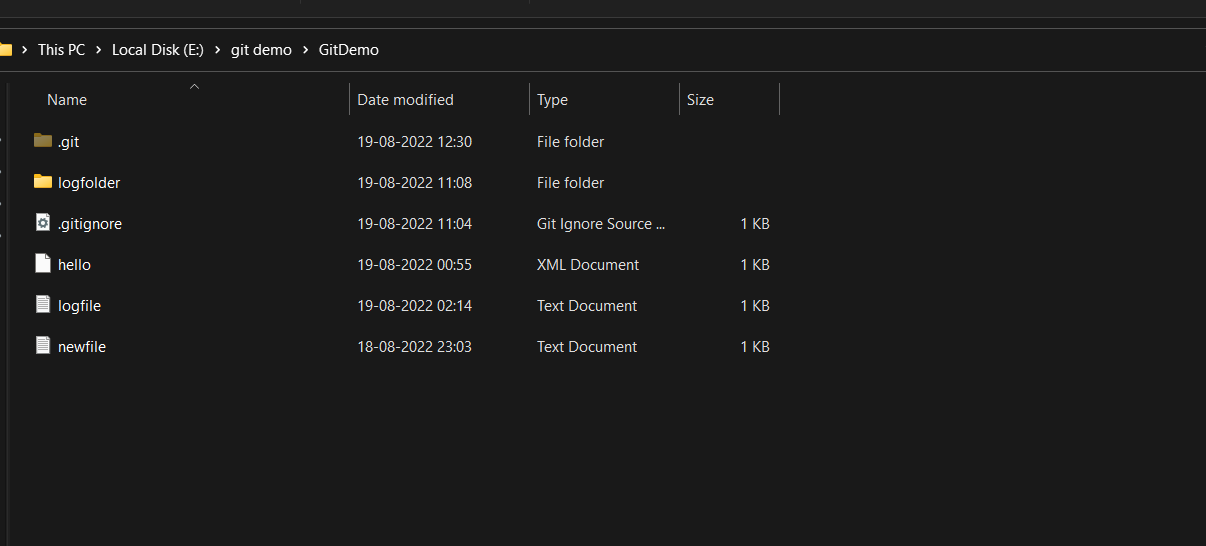 This PC > Local Disk (E:) > git demo > GitDemo
Name Date modified Type Size
.git 19-08-2022 12:30 File folder
logfolder 19-08-2022 11:08 File folder
.gitignore 19-08-2022 11:04 Git Ignore Source ... 1 KB
hello 19-08-2022 00:55 XML Document 1 KB
logfile 19-08-2022 02:14 Text Document 1 KB
newfile 18-08-2022 23:03 Text Document 1 KB